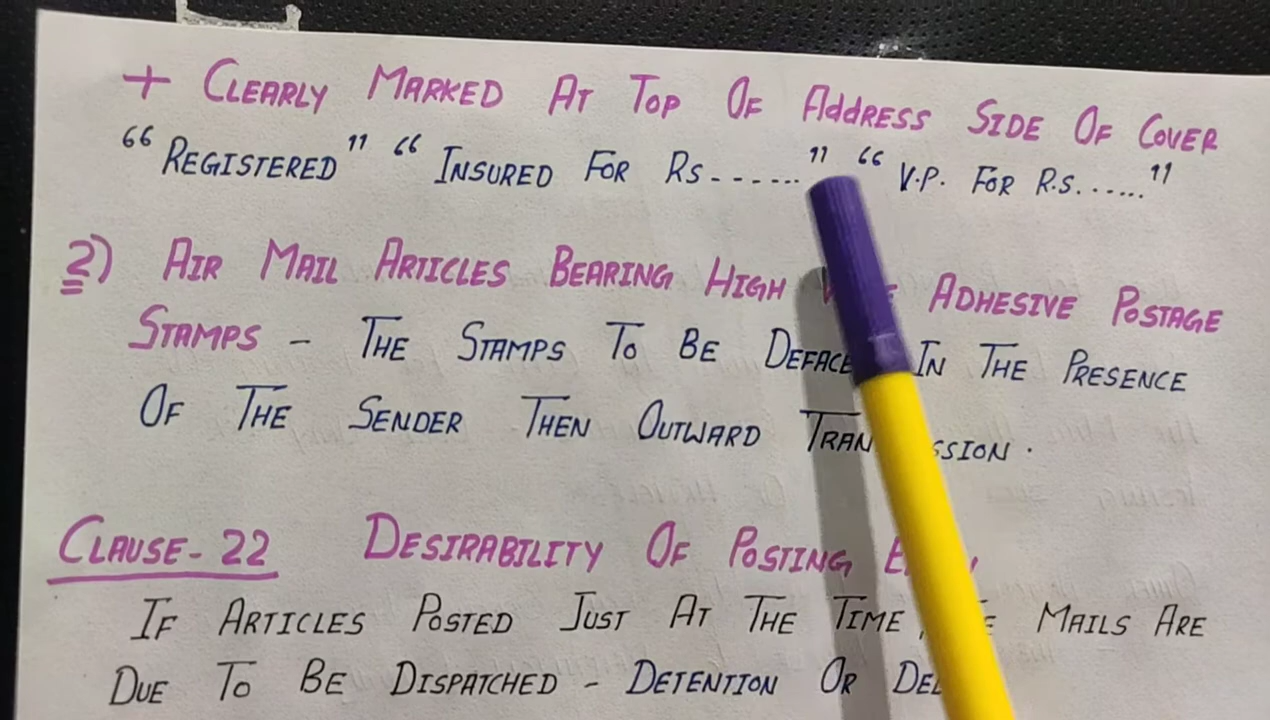 + CLEARLY MARKED AT TOP OF ADDRESS SIDE OF COVER
"REGISTERED" "INSURED FOR RS-------" "V.P. FOR R.S......"
2) AIR MAIL ARTICLES BEARING HIGH ADHESIVE POSTAGE
STAMPS - THE STAMPS TO BE DEFACE IN THE PRESENCE
OF THE SENDER THEN OUTWARD
CLAUSE-22 DESIRABILITY OF POSTING
IF ARTICLES POSTED JUST AT THE TIME, MAILS ARE
DUE TO BE DISPATCHED - DETENTION OR